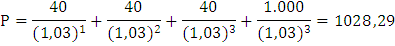 P = 40/(1,03)¹ + 40/(1,03)² + 40/(1,03)³ + 1.000/(1,03)³ = 1028,29